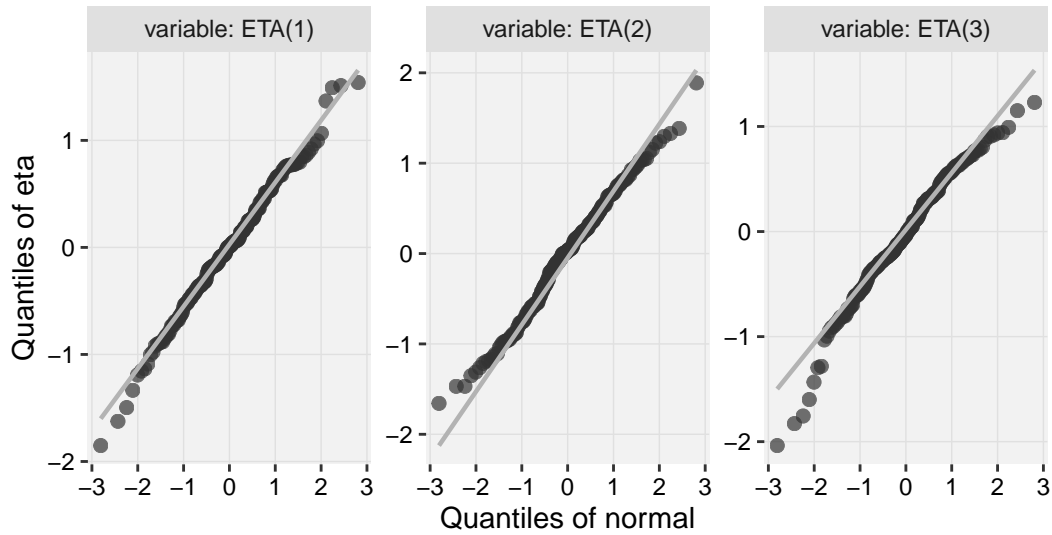 variable: ETA(1)
variable: ETA(2)
variable: ETA(3)
Quantiles of eta
1
0
−1
−2
2
1
0
−1
−2
1
0
−1
−2
−3 −2 −1 0 1 2 3
−3 −2 −1 0 1 2 3
−3 −2 −1 0 1 2 3
Quantiles of normal